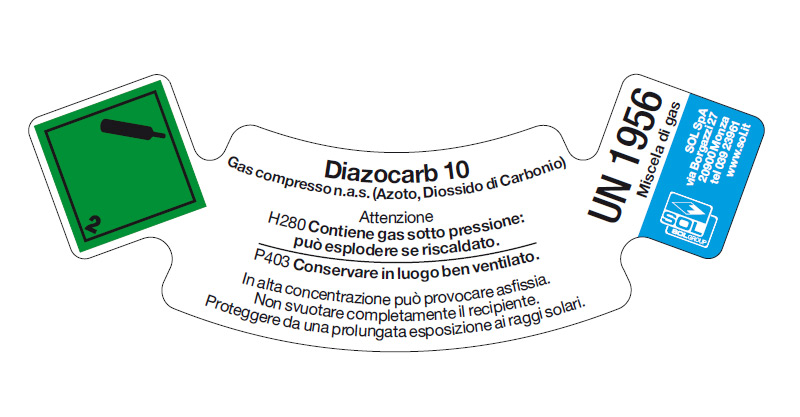 2
Diazocarb 10
Gas compresso n.a.s. (Azoto, Diossido di Carbonio)
Attenzione
H280 Contiene gas sotto pressione:
può esplodere se riscaldato.
P403 Conservare in luogo ben ventilato.
In alta concentrazione può provocare asfissia.
Non svuotare completamente il recipiente.
Proteggere da una prolungata esposizione ai raggi solari.
UN 1956
Miscela di gas
SOL SpA
via Borgazzi 27
20900 Monza
tel 039 23961
www.sol.it
SOL
SOLGROUP